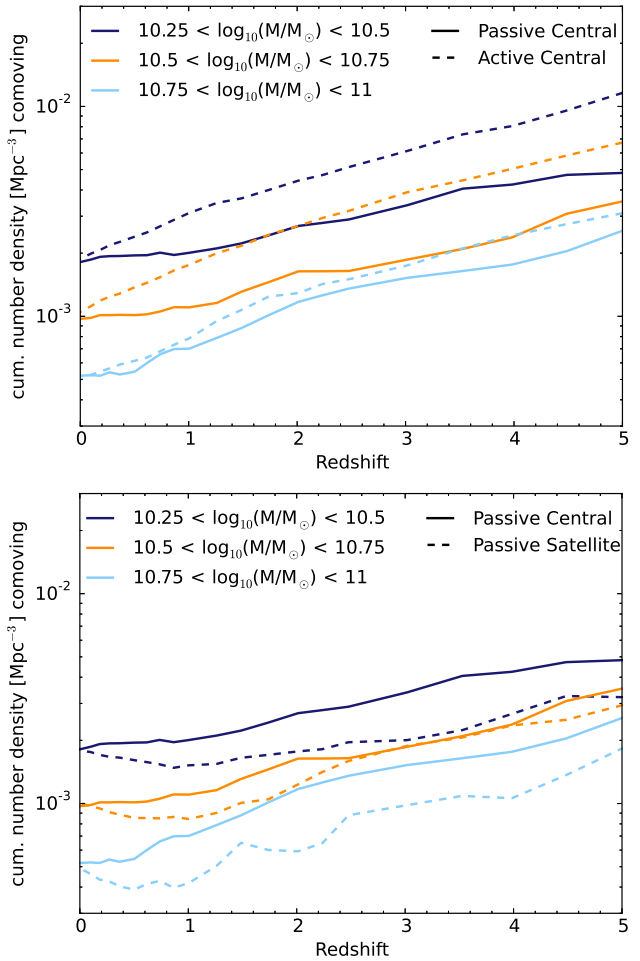 10.25 < log₁₀(M/M☉) < 10.5
10.5 < log₁₀(M/M☉) < 10.75
10.75 < log₁₀(M/M☉) < 11
Passive Central
Active Central
cum. number density [Mpc⁻³] comoving
10⁻²
10⁻³
0 1 2 3 4 5
Redshift
10.25 < log₁₀(M/M☉) < 10.5
10.5 < log₁₀(M/M☉) < 10.75
10.75 < log₁₀(M/M☉) < 11
Passive Central
Passive Satellite
cum. number density [Mpc⁻³] comoving
10⁻²
10⁻³
0 1 2 3 4 5
Redshift